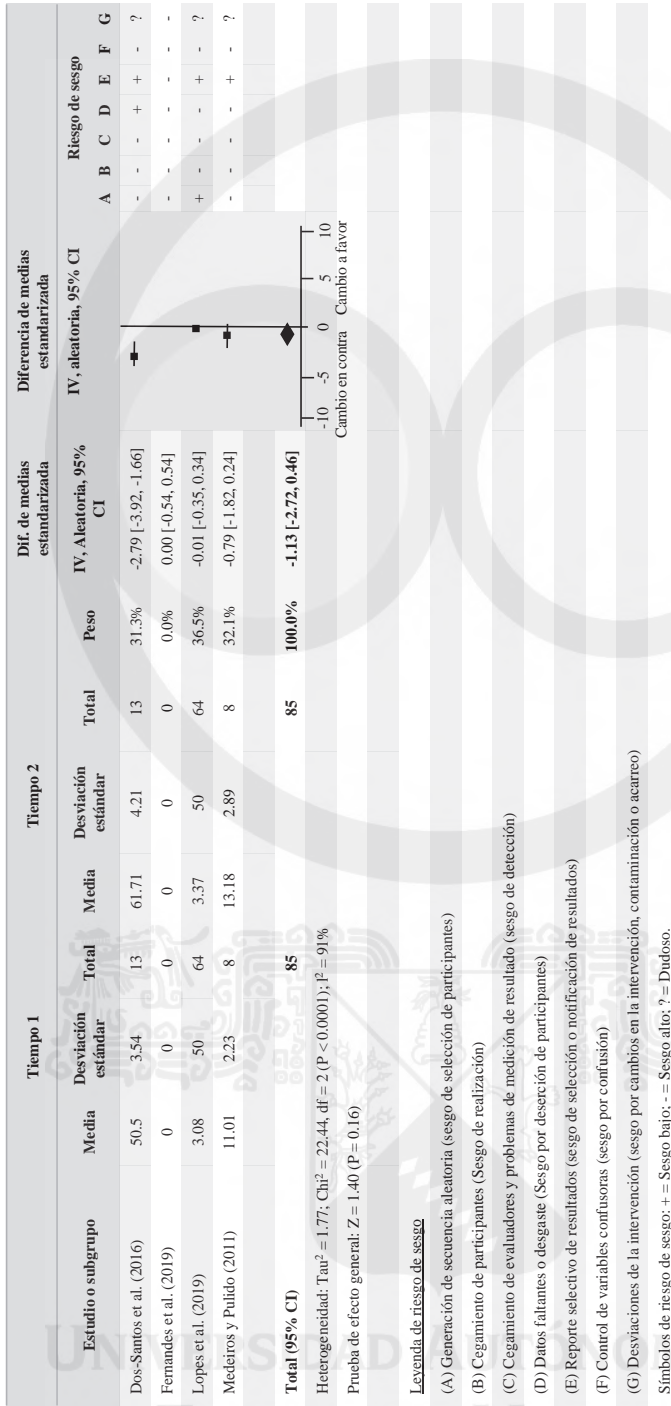 Tiempo 1 Tiempo 2 Dif. de medias estandarizada Diferencia de medias estandarizada Riesgo de sesgo
Estudio o subgrupo Media Desviación estándar Total Media Desviación estándar Total Peso IV, Aleatoria, 95% CI IV, aleatoria, 95% CI A B C D E F G
Dos-Santos et al. (2016) 50.5 3.54 13 61.71 4.21 13 31.3% -2.79 [-3.92, -1.66] - - - + + - ?
Fernandes et al. (2019) 0 0 0 0 0 0 0.0% 0.00 [-0.54, 0.54] - - - - - - -
Lopes et al. (2019) 3.08 50 64 3.37 50 64 36.5% -0.01 [-0.35, 0.34] + - - - + - ?
Medeiros y Pulido (2011) 11.01 2.23 8 13.18 2.89 8 32.1% -0.79 [-1.82, 0.24] - - - - + - ?
Total (95% CI) 85 85 100.0% -1.13 [-2.72, 0.46]
Heterogeneidad: Tau² = 1.77; Chi² = 22.44, df = 2 (P < 0.0001); I² = 91%
-10 -5 0 5 10
Prueba de efecto general: Z = 1.40 (P = 0.16)
Cambio en contra Cambio a favor
Leyenda de riesgo de sesgo
(A) Generación de secuencia aleatoria (sesgo de selección de participantes)
(B) Cegamiento de participantes (Sesgo de realización)
(C) Cegamiento de evaluadores y problemas de medición de resultado (sesgo de detección)
(D) Datos faltantes o desgaste (Sesgo por deserción de participantes)
(E) Reporte selectivo de resultados (sesgo de selección o notificación de resultados)
(F) Control de variables confusoras (sesgo por confusión)
(G) Desviaciones de la intervención (sesgo por cambios en la intervención, contaminación o acarreo)
Símbolos de riesgo de sesgo: + = Sesgo bajo; - = Sesgo alto; ? = Dudoso.